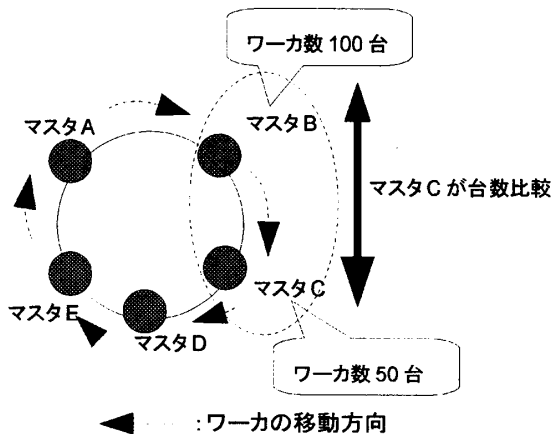 ワーカ数 100 台
マスタA
マスタB
マスタCが台数比較
マスタC
マスタE
マスタD
ワーカ数 50 台
:ワーカの移動方向